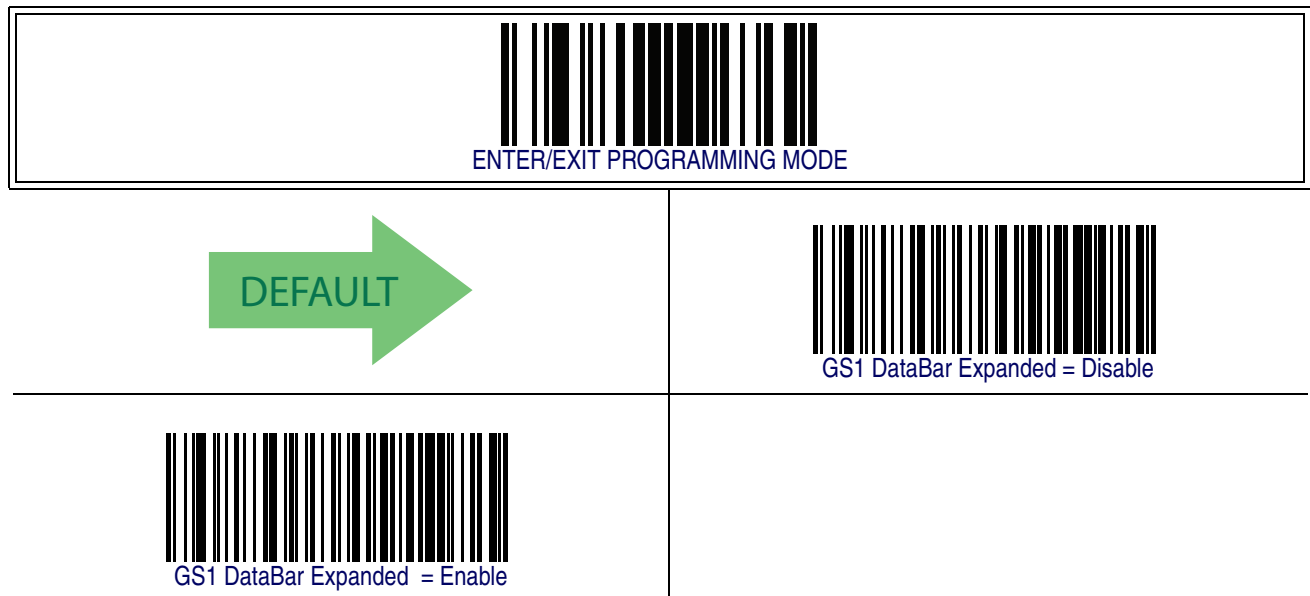 ENTER/EXIT PROGRAMMING MODE
DEFAULT
GS1 DataBar Expanded = Disable
GS1 DataBar Expanded = Enable